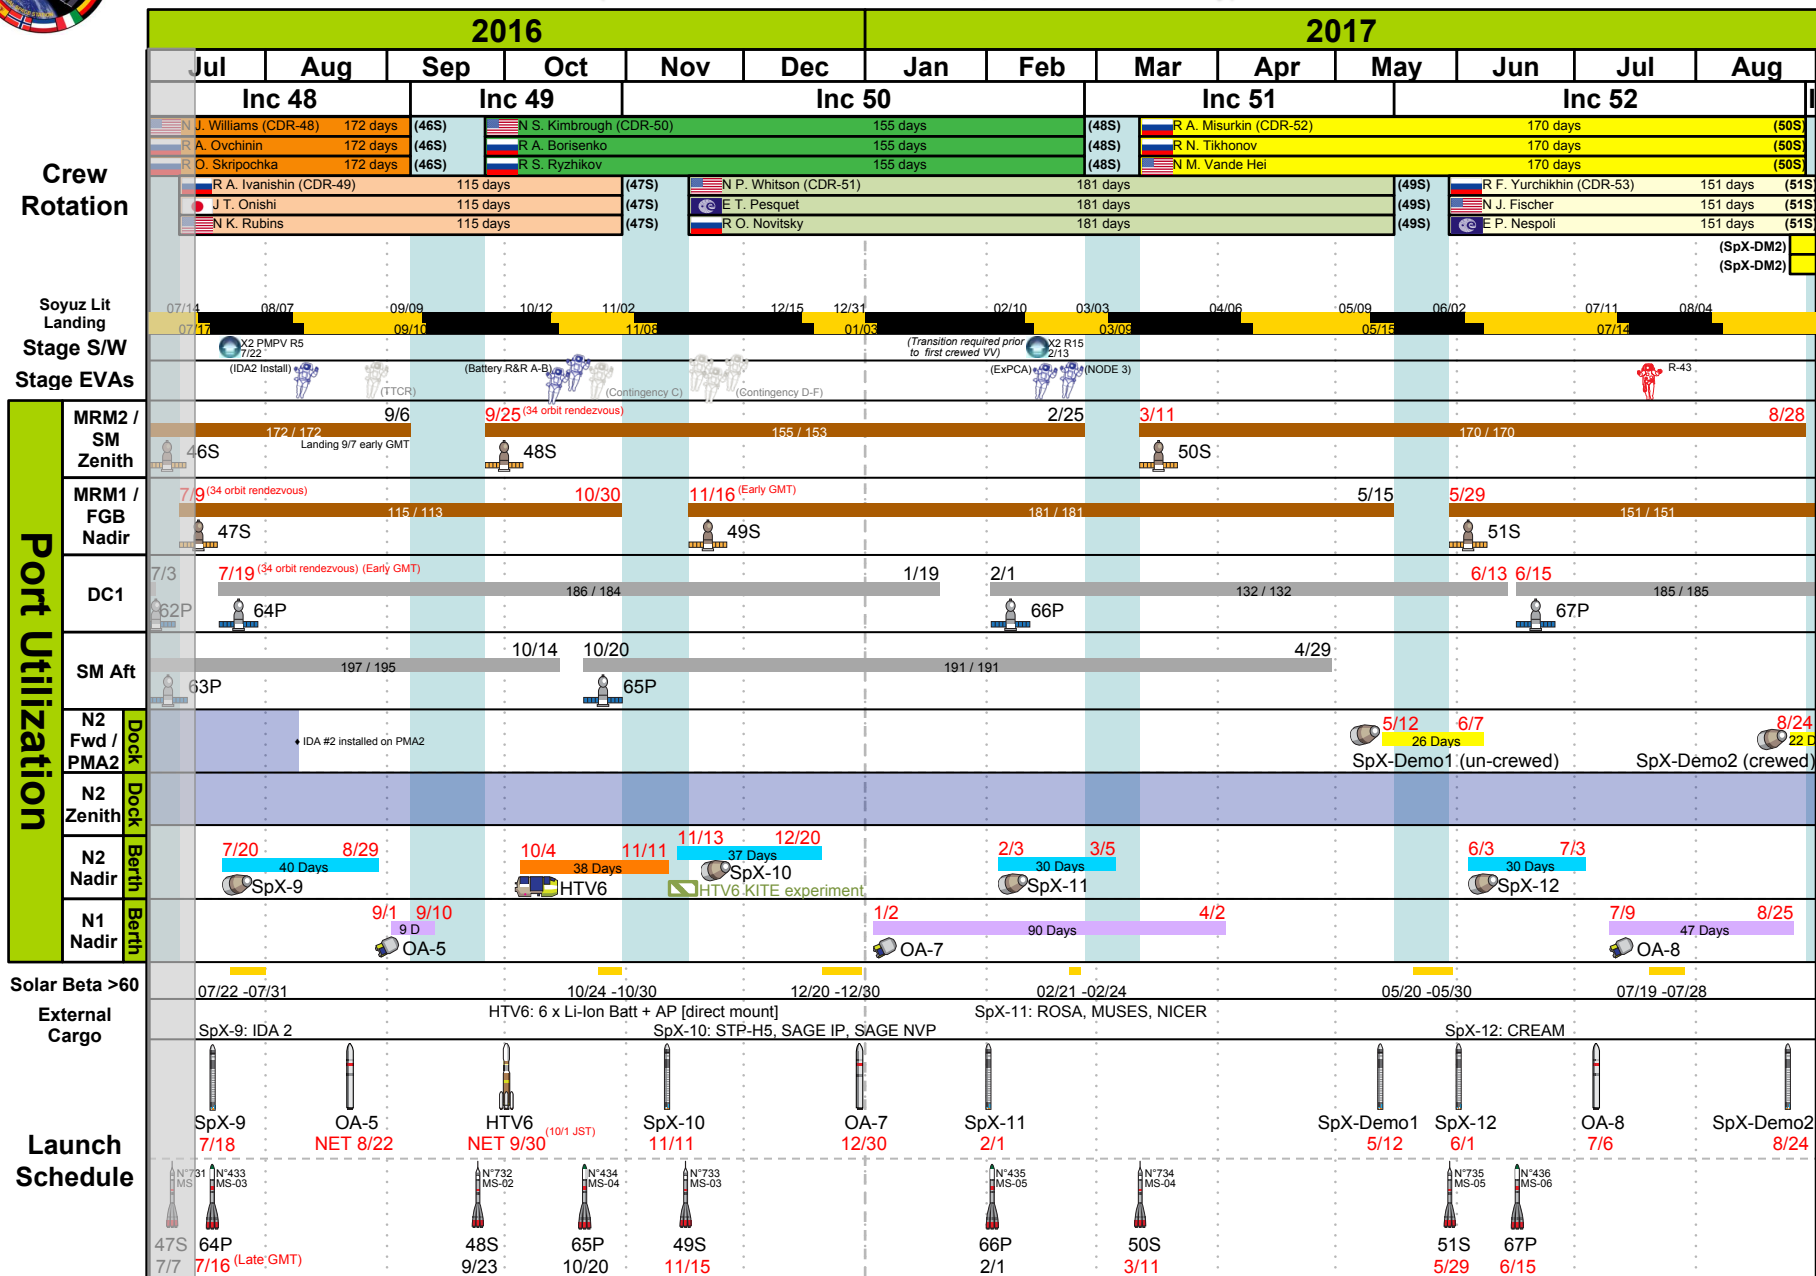 2016 2017
Jul Aug Sep Oct Nov Dec Jan Feb Mar Apr May Jun Jul Aug
Inc 48 Inc 49 Inc 50 Inc 51 Inc 52
Crew Rotation
N J. Williams (CDR-48) 172 days (46S) N S. Kimbrough (CDR-50) 155 days (48S) R A. Misurkin (CDR-52) 170 days (50S)
R A. Ovchinin 172 days (46S) R A. Borisenko 155 days (48S) R N. Tikhonov 170 days (50S)
R O. Skripochka 172 days (46S) R S. Ryzhikov 155 days (48S) N M. Vande Hei 170 days (50S)
R A. Ivanishin (CDR-49) 115 days (47S) N P. Whitson (CDR-51) 181 days (49S) R F. Yurchikhin (CDR-53) 151 days (51S)
J T. Onishi 115 days (47S) E T. Pesquet 181 days (49S) N J. Fischer 151 days (51S)
N K. Rubins 115 days (47S) R O. Novitsky 181 days (49S) E P. Nespoli 151 days (51S)
(SpX-DM2)
(SpX-DM2)
Soyuz Lit Landing
07/14 08/07 09/09 10/12 11/02 12/15 12/31 02/10 03/03 04/06 05/09 06/02 07/11 08/04
07/17 09/10 11/08 01/03 03/09 05/15 07/14
Stage S/W
X2 PMPV R5
7/22
(Transition required prior
to first crewed VV)
X2 R15
2/13
Stage EVAs
(IDA2 Install) (TTCR) (Battery R&R A-B) (Contingency C) (Contingency D-F) (ExPCA) (NODE 3) R-43
Port Utilization
MRM2 / SM Zenith
9/6 9/25 (34 orbit rendezvous) 2/25 3/11 8/28
172 / 172 155 / 153 170 / 170
Landing 9/7 early GMT
46S 48S 50S
MRM1 / FGB Nadir
7/9 (34 orbit rendezvous) 10/30 11/16 (Early GMT) 5/15 5/29
115 / 113 181 / 181 151 / 151
47S 49S 51S
DC1
7/3 7/19 (34 orbit rendezvous) (Early GMT) 1/19 2/1 6/13 6/15
186 / 184 132 / 132 185 / 185
62P 64P 66P 67P
SM Aft
10/14 10/20 4/29
197 / 195 191 / 191
63P 65P
N2 Fwd / PMA2 Dock
IDA #2 installed on PMA2
5/12 6/7 8/24
26 Days 22 D
SpX-Demo1 (un-crewed) SpX-Demo2 (crewed)
N2 Zenith Dock
N2 Nadir Berth
7/20 8/29 10/4 11/11 11/13 12/20 2/3 3/5 6/3 7/3
40 Days 38 Days 37 Days 30 Days 30 Days
SpX-9 HTV6 SpX-10 SpX-11 SpX-12
HTV6 KITE experiment
N1 Nadir Berth
9/1 9/10 1/2 4/2 7/9 8/25
9 D 90 Days 47 Days
OA-5 OA-7 OA-8
Solar Beta >60
07/22 -07/31 10/24 -10/30 12/20 -12/30 02/21 -02/24 05/20 -05/30 07/19 -07/28
External Cargo
HTV6: 6 x Li-Ion Batt + AP [direct mount] SpX-11: ROSA, MUSES, NICER
SpX-9: IDA 2 SpX-10: STP-H5, SAGE IP, SAGE NVP SpX-12: CREAM
Launch Schedule
SpX-9 OA-5 HTV6 SpX-10 OA-7 SpX-11 SpX-Demo1 SpX-12 OA-8 SpX-Demo2
7/18 NET 8/22 NET 9/30 (10/1 JST) 11/11 12/30 2/1 5/12 6/1 7/6 8/24
N°731 N°433 N°732 N°434 N°733 N°435 N°734 N°735 N°436
MS MS-03 MS-02 MS-04 MS-03 MS-05 MS-04 MS-05 MS-06
47S 64P 48S 65P 49S 66P 50S 51S 67P
7/7 7/16 (Late GMT) 9/23 10/20 11/15 2/1 3/11 5/29 6/15